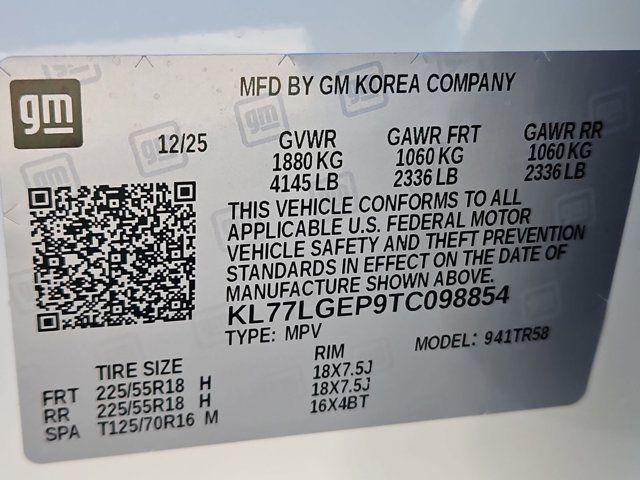 gm
MFD BY GM KOREA COMPANY
12/25
GVWR GAWR FRT GAWR RR
1880 KG 1060 KG 1060 KG
4145 LB 2336 LB 2336 LB
THIS VEHICLE CONFORMS TO ALL
APPLICABLE U.S. FEDERAL MOTOR
VEHICLE SAFETY AND THEFT PREVENTION
STANDARDS IN EFFECT ON THE DATE OF
MANUFACTURE SHOWN ABOVE.
KL77LGEP9TC098854
TYPE: MPV MODEL: 941TR58
TIRE SIZE RIM
FRT 225/55R18 H 18X7.5J
RR 225/55R18 H 18X7.5J
SPA T125/70R16 M 16X4BT